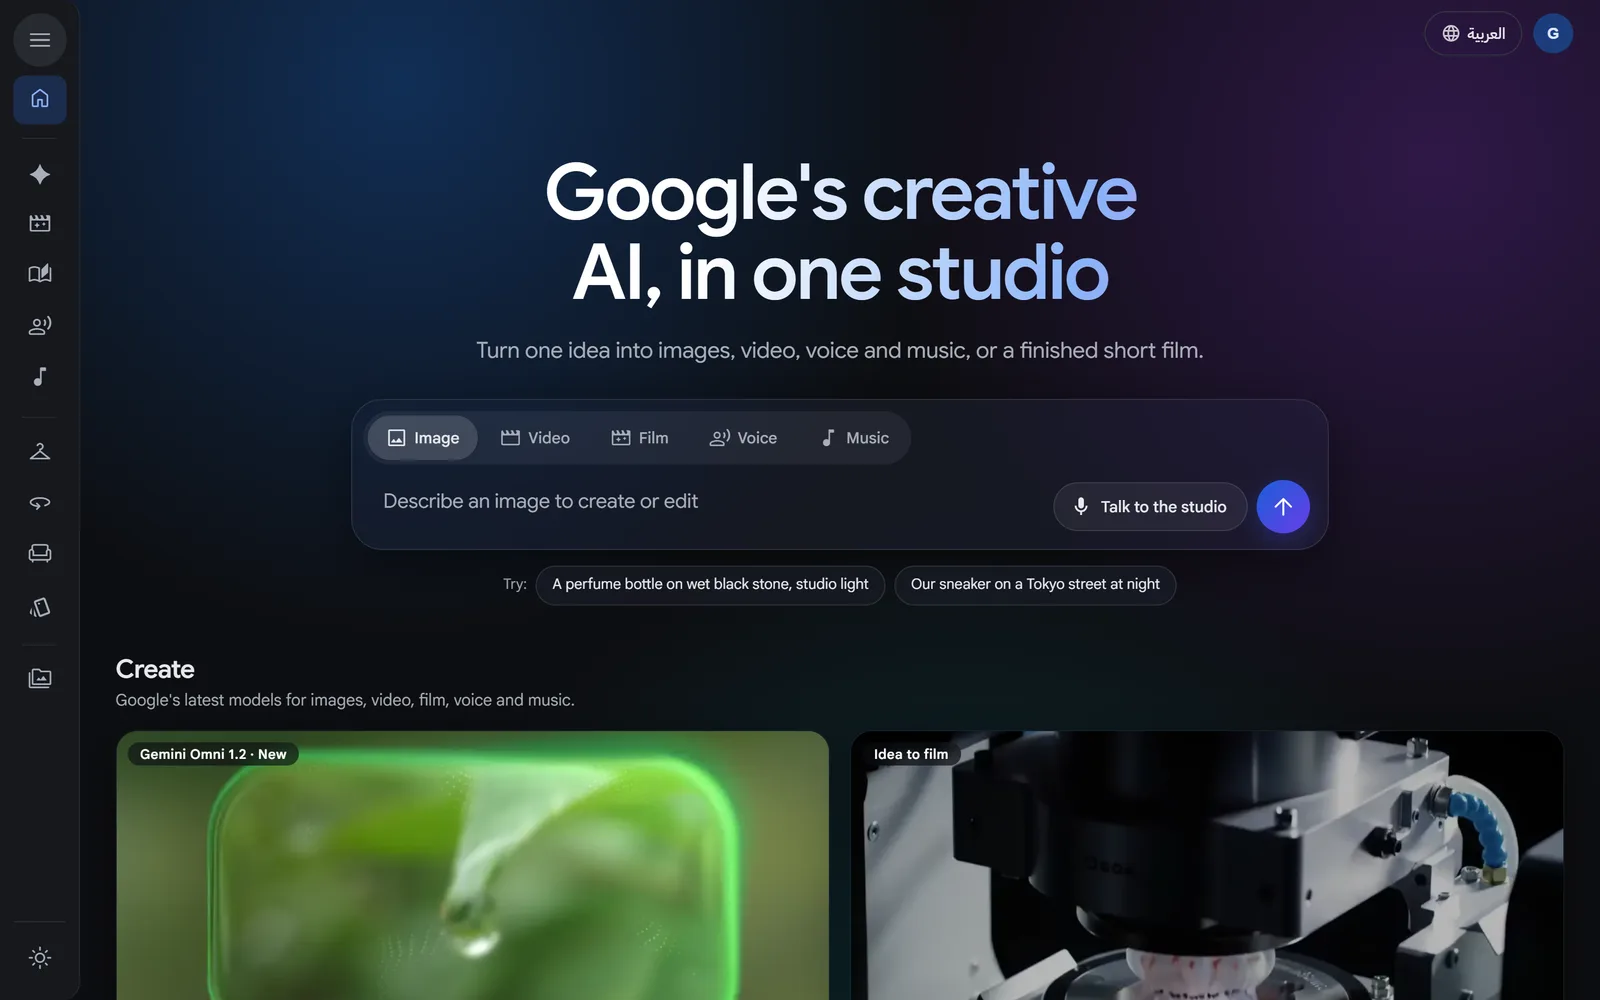 العربية
G
Google's creative
AI, in one studio
Turn one idea into images, video, voice and music, or a finished short film.
Image
Video
Film
Voice
Music
Describe an image to create or edit
Talk to the studio
Try:
A perfume bottle on wet black stone, studio light
Our sneaker on a Tokyo street at night
Create
Google's latest models for images, video, film, voice and music.
Gemini Omni 1.2 · New
Idea to film